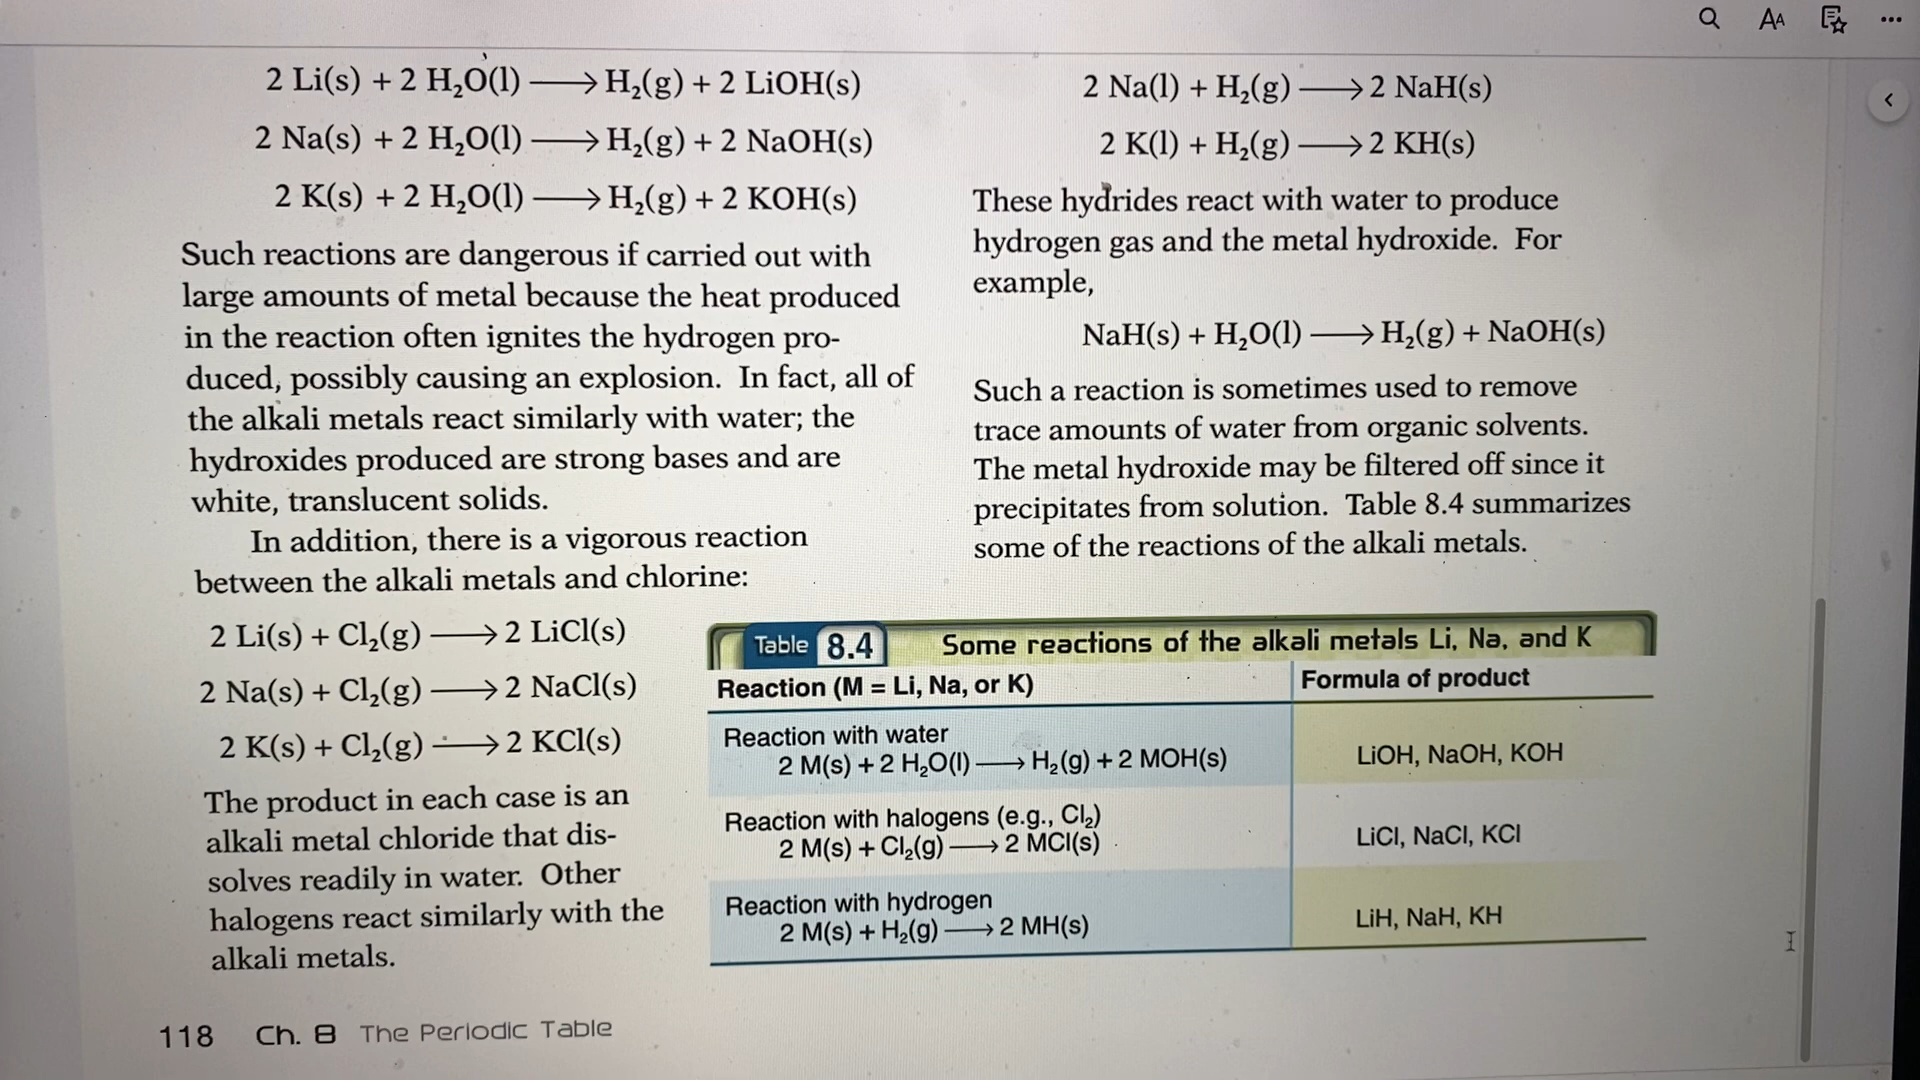 2 Li(s) + 2 H₂O(l) ⟶ H₂(g) + 2 LiOH(s)
2 Na(s) + 2 H₂O(l) ⟶ H₂(g) + 2 NaOH(s)
2 K(s) + 2 H₂O(l) ⟶ H₂(g) + 2 KOH(s)
Such reactions are dangerous if carried out with
large amounts of metal because the heat produced
in the reaction often ignites the hydrogen pro-
duced, possibly causing an explosion. In fact, all of
the alkali metals react similarly with water; the
hydroxides produced are strong bases and are
white, translucent solids.
In addition, there is a vigorous reaction
between the alkali metals and chlorine:
2 Li(s) + Cl₂(g) ⟶ 2 LiCl(s)
2 Na(s) + Cl₂(g) ⟶ 2 NaCl(s)
2 K(s) + Cl₂(g) ⟶ 2 KCl(s)
The product in each case is an
alkali metal chloride that dis-
solves readily in water. Other
halogens react similarly with the
alkali metals.
2 Na(l) + H₂(g) ⟶ 2 NaH(s)
2 K(l) + H₂(g) ⟶ 2 KH(s)
These hydrides react with water to produce
hydrogen gas and the metal hydroxide. For
example,
NaH(s) + H₂O(l) ⟶ H₂(g) + NaOH(s)
Such a reaction is sometimes used to remove
trace amounts of water from organic solvents.
The metal hydroxide may be filtered off since it
precipitates from solution. Table 8.4 summarizes
some of the reactions of the alkali metals.
Table 8.4 Some reactions of the alkali metals Li, Na, and K
Reaction (M = Li, Na, or K) Formula of product
Reaction with water
2 M(s) + 2 H₂O(l) ⟶ H₂(g) + 2 MOH(s) LiOH, NaOH, KOH
Reaction with halogens (e.g., Cl₂)
2 M(s) + Cl₂(g) ⟶ 2 MCl(s) LiCl, NaCl, KCl
Reaction with hydrogen
2 M(s) + H₂(g) ⟶ 2 MH(s) LiH, NaH, KH
118 Ch. 8 The Periodic Table